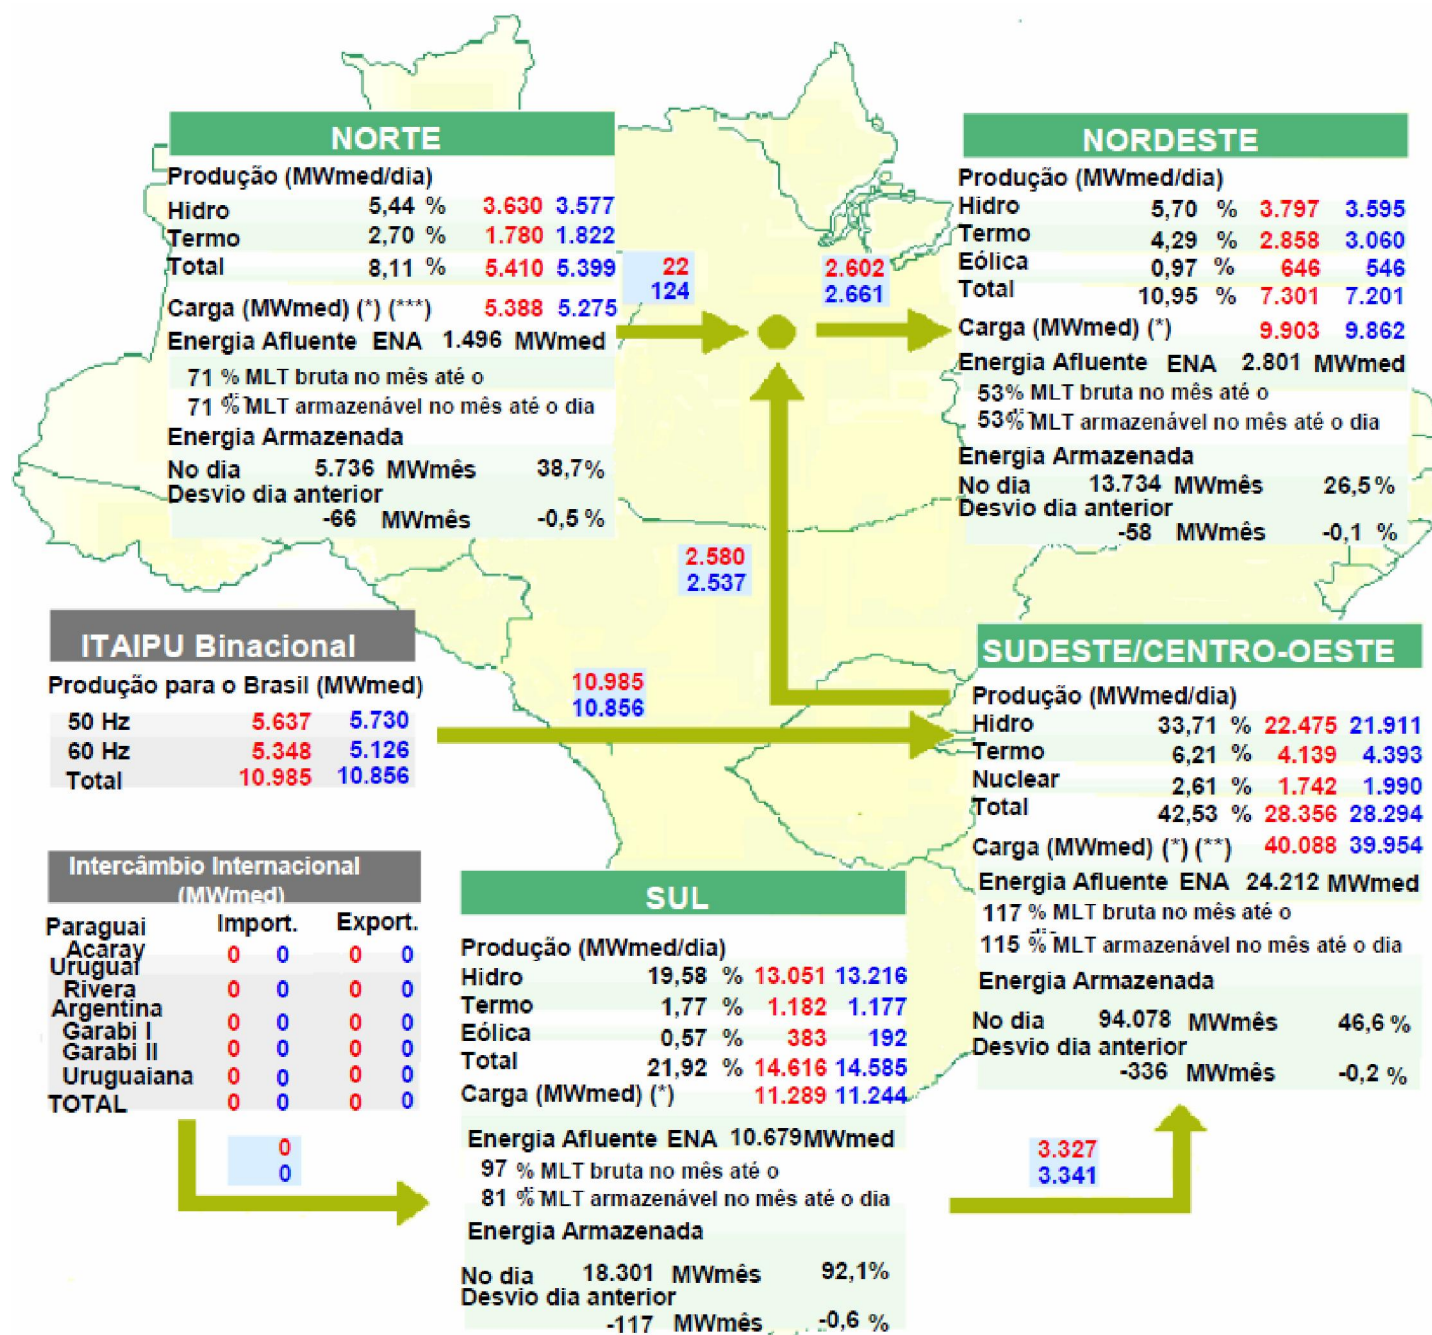 NORTE
Produção (MWmed/dia)
Hidro 5,44 % 3.630 3.577
Termo 2,70 % 1.780 1.822
Total 8,11 % 5.410 5.399
Carga (MWmed) (*) (***) 5.388 5.275
Energia Afluente ENA 1.496 MWmed
71 % MLT bruta no mês até o
71 % MLT armazenável no mês até o dia
Energia Armazenada
No dia 5.736 MWmês 38,7%
Desvio dia anterior
-66 MWmês -0,5 %
22
124
2.602
2.661
NORDESTE
Produção (MWmed/dia)
Hidro 5,70 % 3.797 3.595
Termo 4,29 % 2.858 3.060
Eólica 0,97 % 646 546
Total 10,95 % 7.301 7.201
Carga (MWmed) (*) 9.903 9.862
Energia Afluente ENA 2.801 MWmed
53% MLT bruta no mês até o
53% MLT armazenável no mês até o dia
Energia Armazenada
No dia 13.734 MWmês 26,5 %
Desvio dia anterior
-58 MWmês -0,1 %
2.580
2.537
ITAIPU Binacional
Produção para o Brasil (MWmed)
50 Hz 5.637 5.730
60 Hz 5.348 5.126
Total 10.985 10.856
10.985
10.856
SUDESTE/CENTRO-OESTE
Produção (MWmed/dia)
Hidro 33,71 % 22.475 21.911
Termo 6,21 % 4.139 4.393
Nuclear 2,61 % 1.742 1.990
Total 42,53 % 28.356 28.294
Carga (MWmed) (*) (**) 40.088 39.954
Energia Afluente ENA 24.212 MWmed
117 % MLT bruta no mês até o
115 % MLT armazenável no mês até o dia
Energia Armazenada
No dia 94.078 MWmês 46,6 %
Desvio dia anterior
-336 MWmês -0,2 %
Intercâmbio Internacional
(MWmed)
Import. Export.
Paraguai
Acaray 0 0 0 0
Uruguai
Rivera 0 0 0 0
Argentina
Garabi I 0 0 0 0
Garabi II 0 0 0 0
Uruguaiana 0 0 0 0
TOTAL 0 0 0 0
0
0
SUL
Produção (MWmed/dia)
Hidro 19,58 % 13.051 13.216
Termo 1,77 % 1.182 1.177
Eólica 0,57 % 383 192
Total 21,92 % 14.616 14.585
Carga (MWmed) (*) 11.289 11.244
Energia Afluente ENA 10.679 MWmed
97 % MLT bruta no mês até o
81 % MLT armazenável no mês até o dia
Energia Armazenada
No dia 18.301 MWmês 92,1%
Desvio dia anterior
-117 MWmês -0,6 %
3.327
3.341